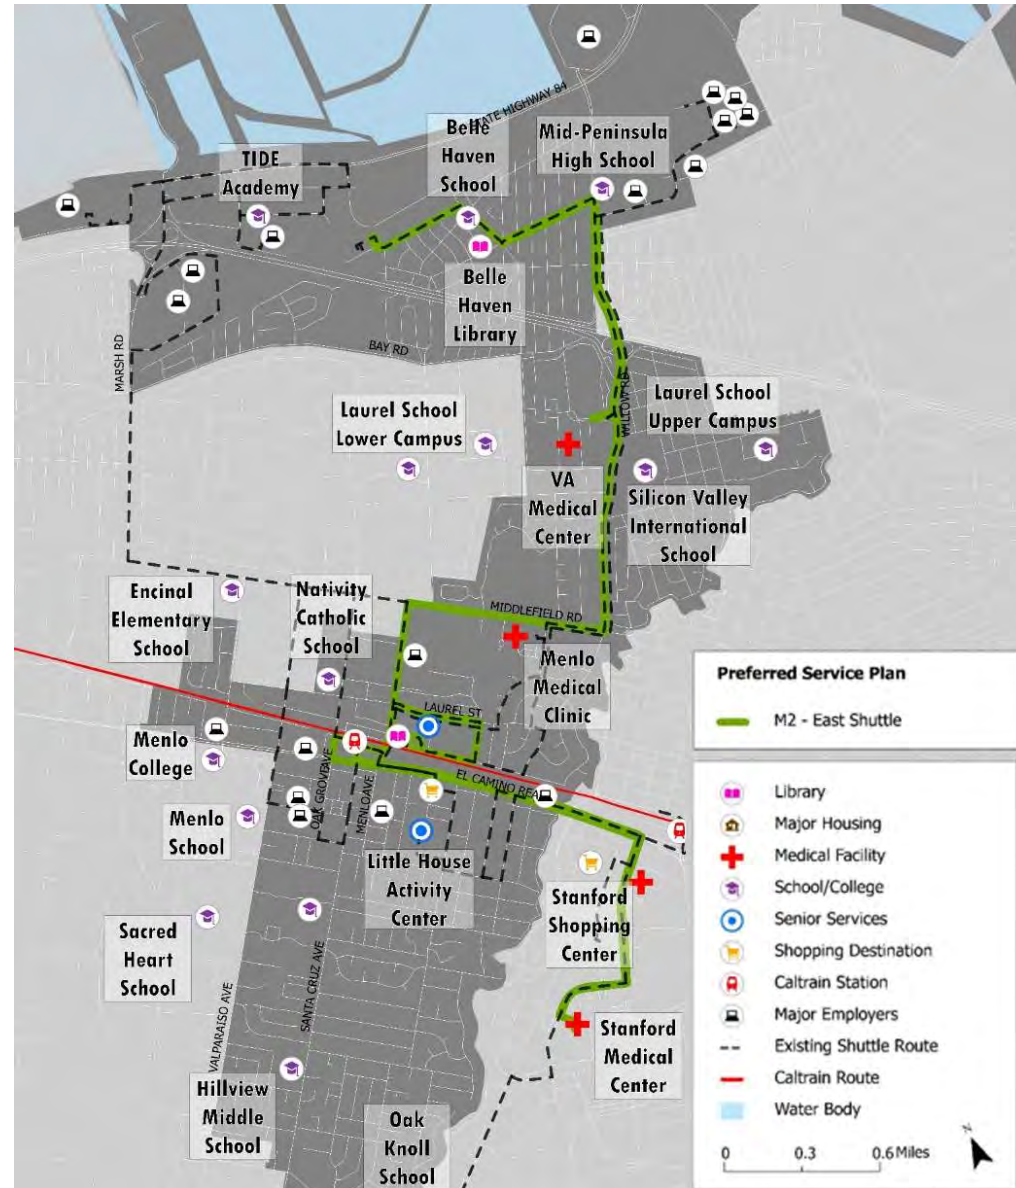 STATE HIGHWAY 84
Belle
Haven
School
Mid-Peninsula
High School
TIDE
Academy
Belle
Haven
Library
MARSH RD
BAY RD
WILLOW RD
Laurel School
Lower Campus
Laurel School
Upper Campus
VA
Medical
Center
Silicon Valley
International
School
Encinal
Elementary
School
Nativity
Catholic
School
MIDDLEFIELD RD
Menlo
Medical
Clinic
LAUREL ST
Menlo
College
OAK GROVE AVE
MENLO AVE
EL CAMINO REAL
Menlo
School
Little House
Activity
Center
Stanford
Shopping
Center
Sacred
Heart
School
VALPARAISO AVE
SANTA CRUZ AVE
Stanford
Medical
Center
Hillview
Middle
School
Oak
Knoll
School
Preferred Service Plan
M2 - East Shuttle
Library
Major Housing
Medical Facility
School/College
Senior Services
Shopping Destination
Caltrain Station
Major Employers
Existing Shuttle Route
Caltrain Route
Water Body
N
0 0.3 0.6 Miles